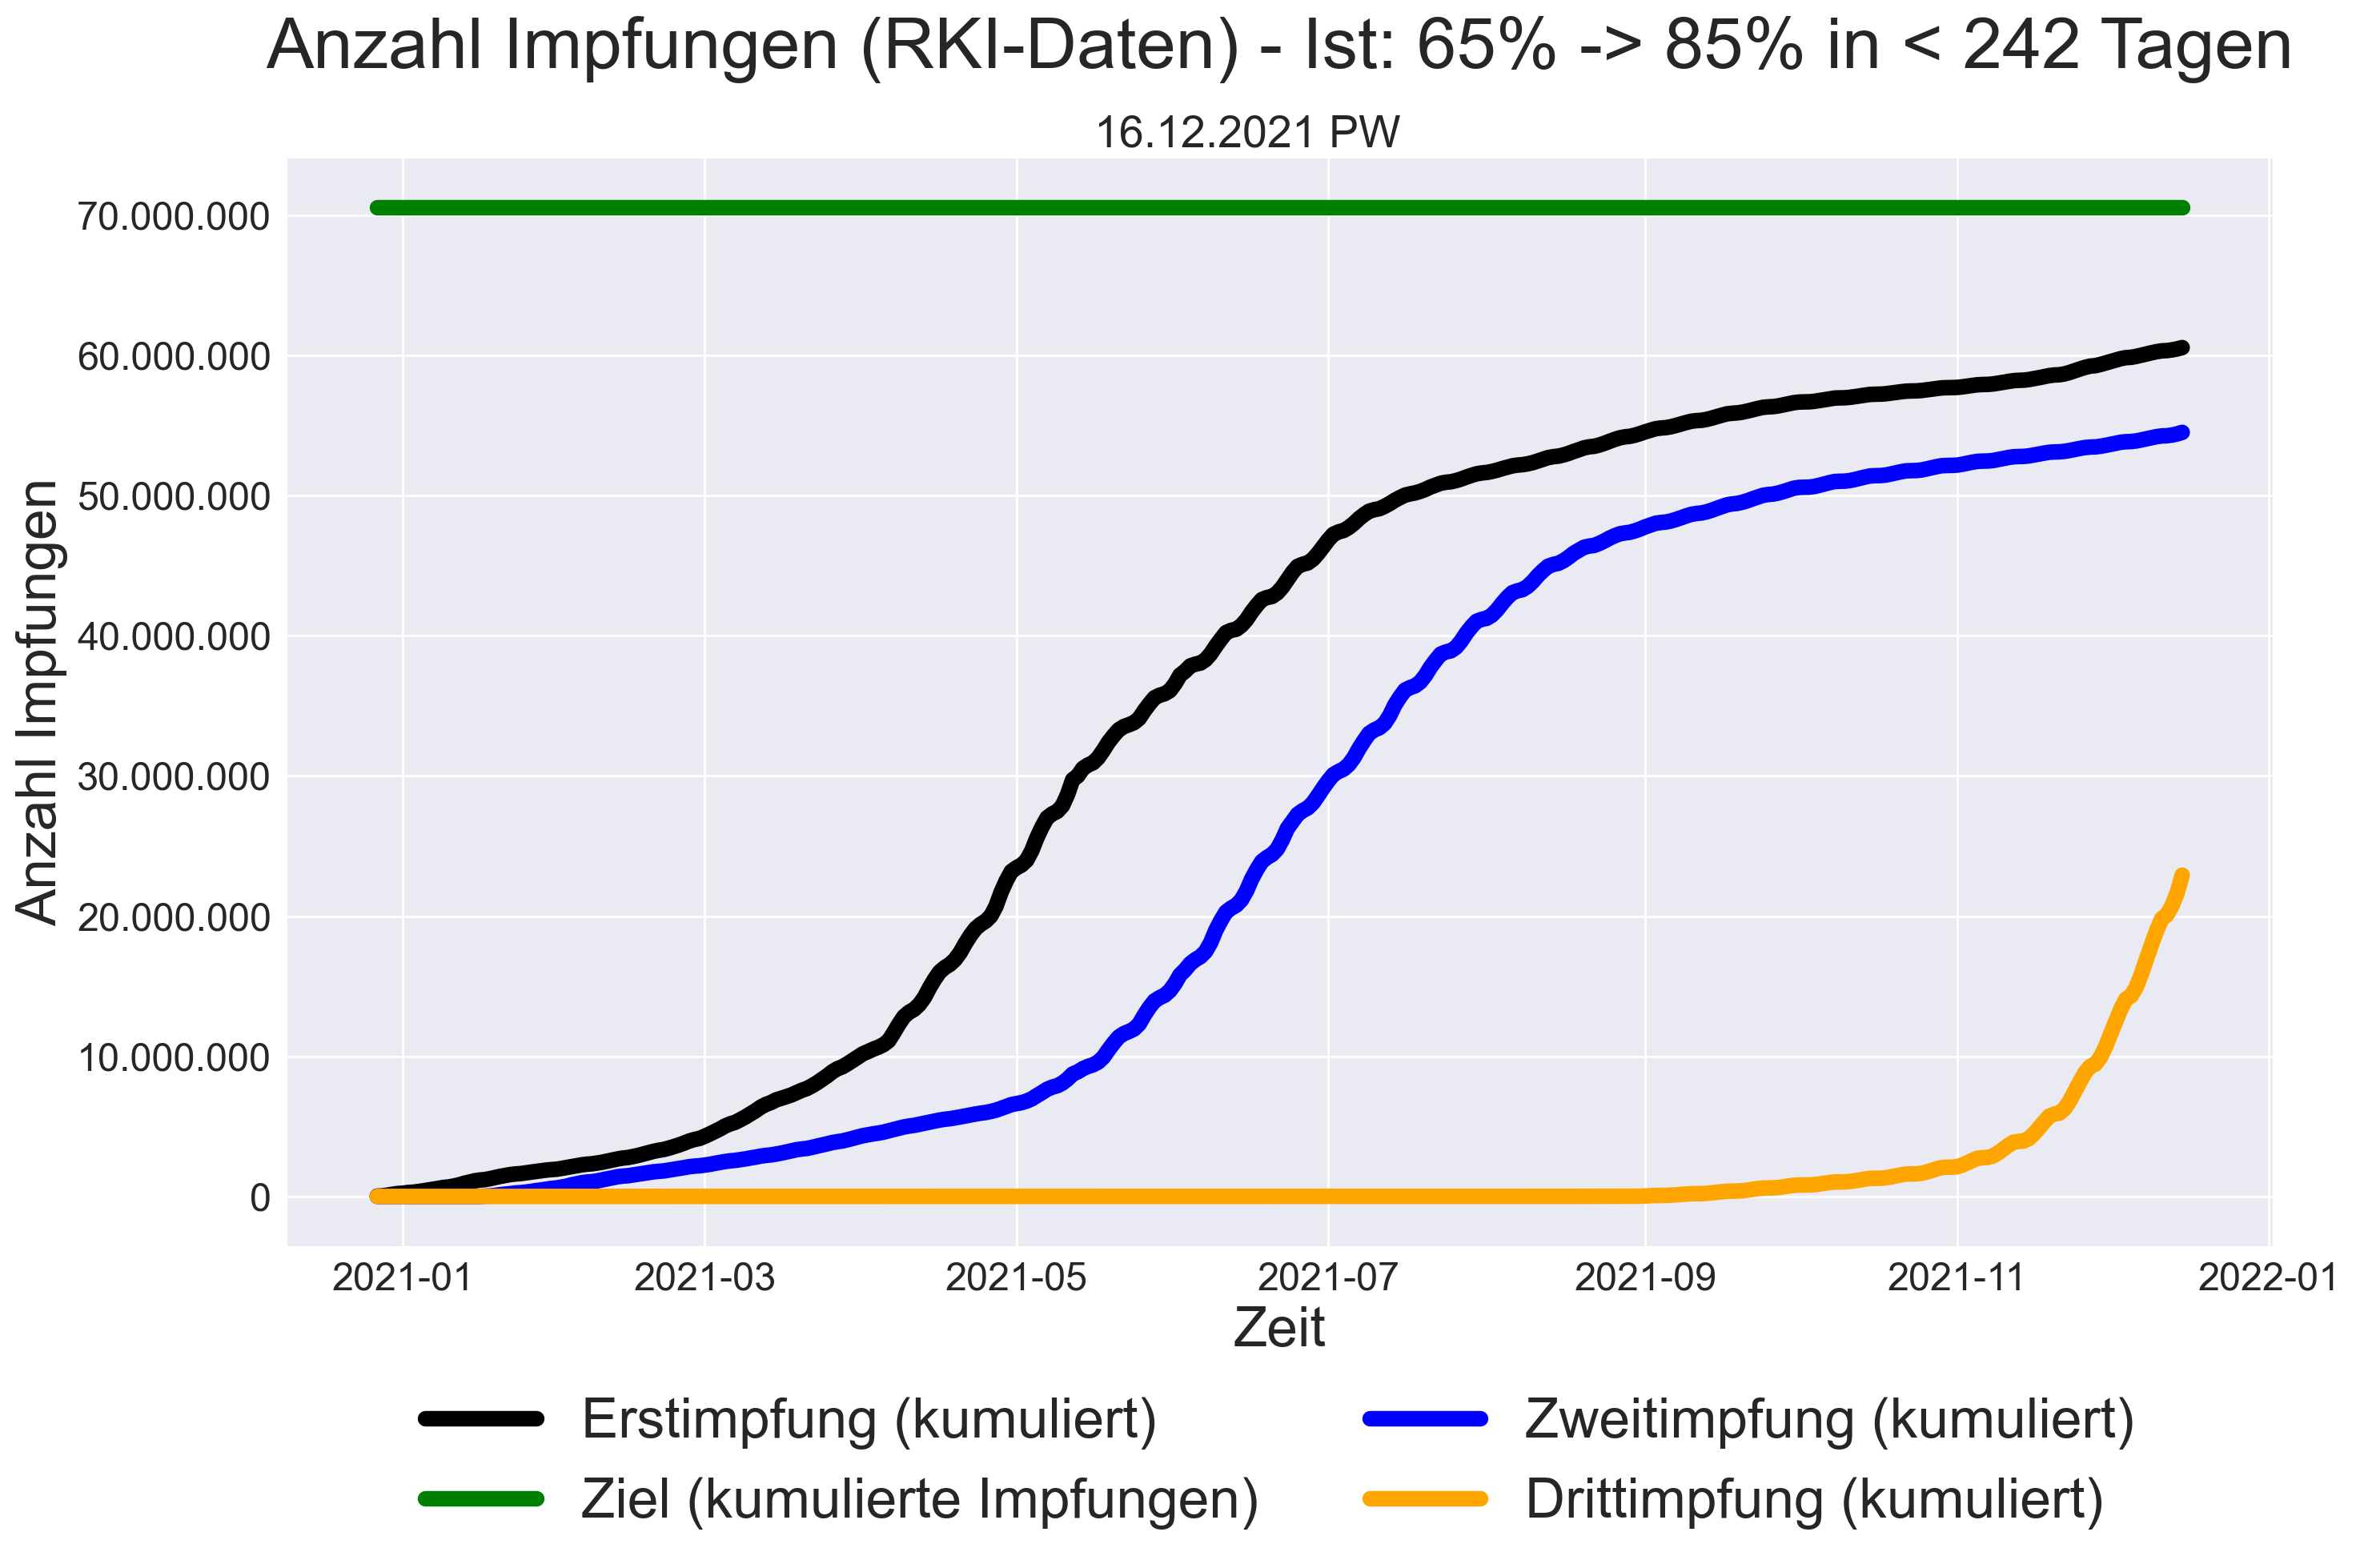 Anzahl Impfungen (RKI-Daten) - Ist: 65% -> 85% in < 242 Tagen
16.12.2021 PW
Anzahl Impfungen
70.000.000
60.000.000
50.000.000
40.000.000
30.000.000
20.000.000
10.000.000
0
2021-01 2021-03 2021-05 2021-07 2021-09 2021-11 2022-01
Zeit
Erstimpfung (kumuliert) Zweitimpfung (kumuliert)
Ziel (kumulierte Impfungen) Drittimpfung (kumuliert)